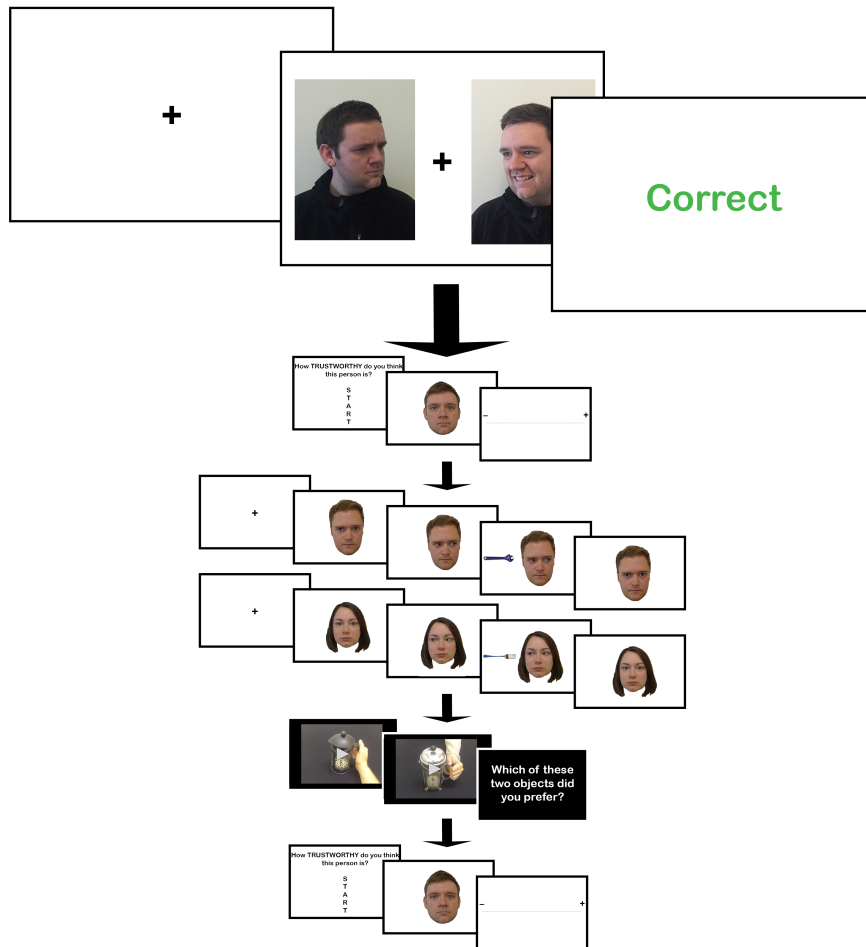 +
+
Correct
How TRUSTWORTHY do you think
this person is?
S
T
A
R
T
–
+
+
+
Which of these
two objects did
you prefer?
How TRUSTWORTHY do you think
this person is?
S
T
A
R
T
–
+